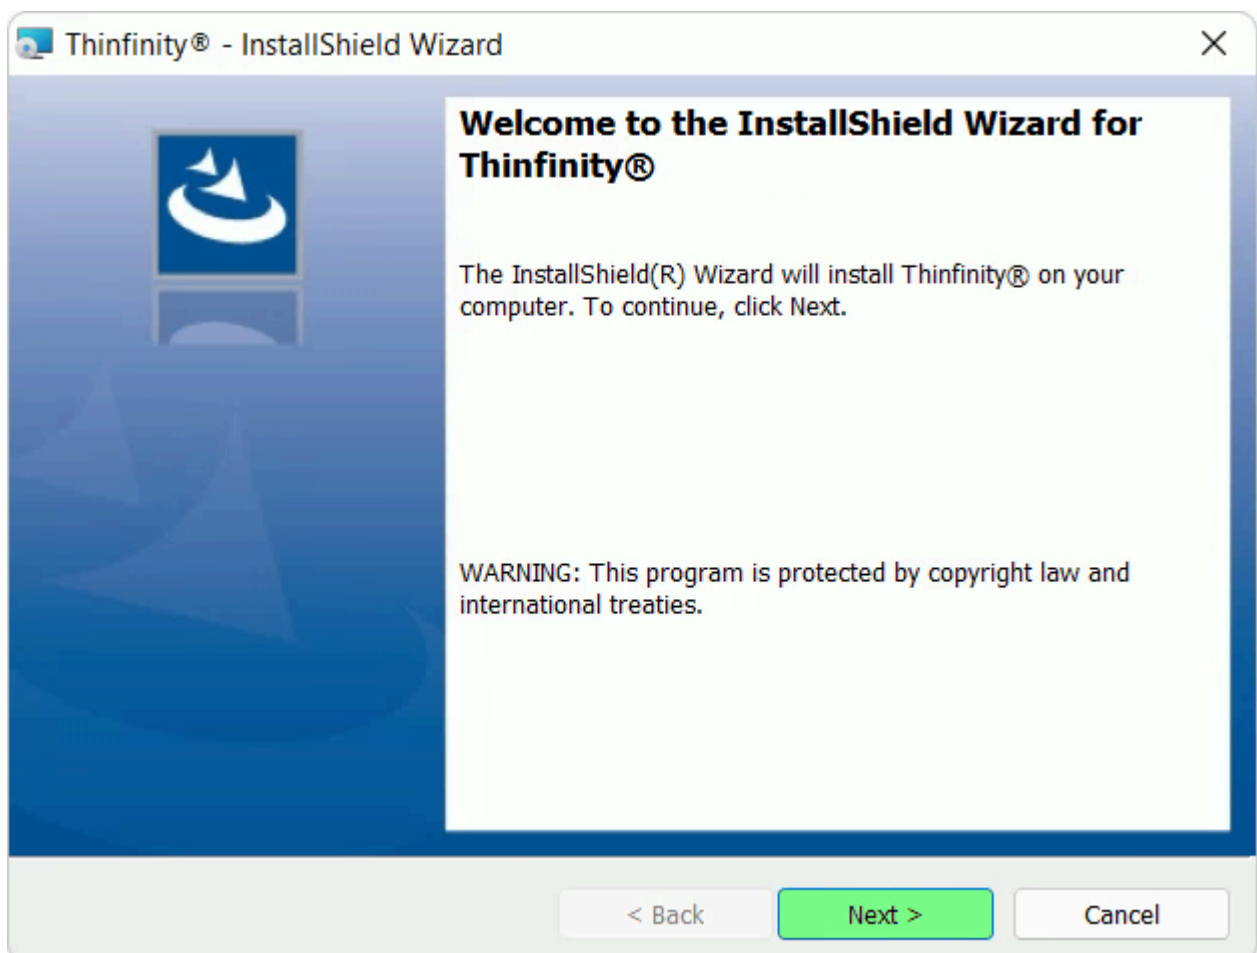 Thinfinity® - InstallShield Wizard
Welcome to the InstallShield Wizard for
Thinfinity®
The InstallShield(R) Wizard will install Thinfinity® on your
computer. To continue, click Next.
WARNING: This program is protected by copyright law and
international treaties.
< Back
Next >
Cancel